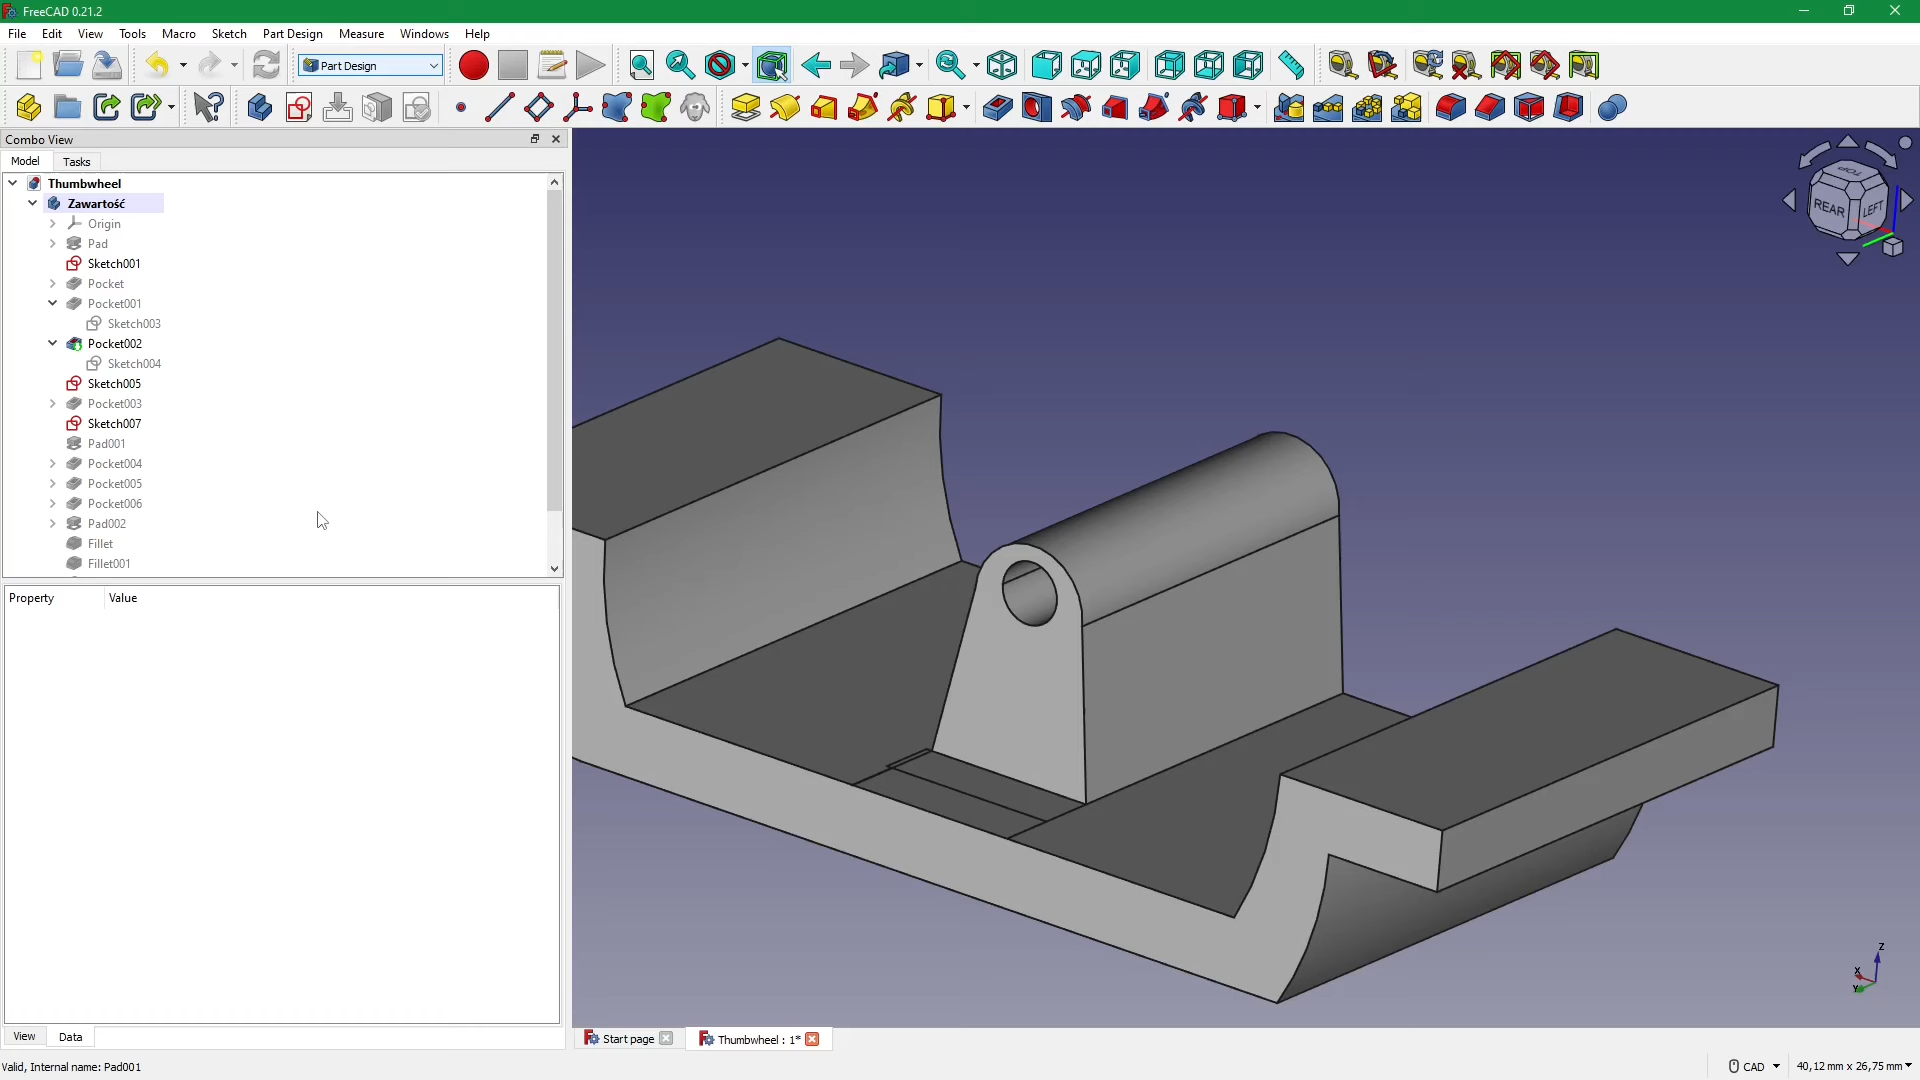 FreeCAD 0.21.2
File Edit View Tools Macro Sketch Part Design Measure Windows Help
Part Design
Combo View
Model Tasks
Thumbwheel
Zawartość
Origin
Pad
Sketch001
Pocket
Pocket001
Sketch003
Pocket002
Sketch004
Sketch005
Pocket003
Sketch007
Pad001
Pocket004
Pocket005
Pocket006
Pad002
Fillet
Fillet001
Property Value
View Data
TOP
REAR LEFT
Z
X
Y
Start page Thumbwheel : 1*
Valid, Internal name: Pad001
CAD 40,12 mm x 26,75 mm